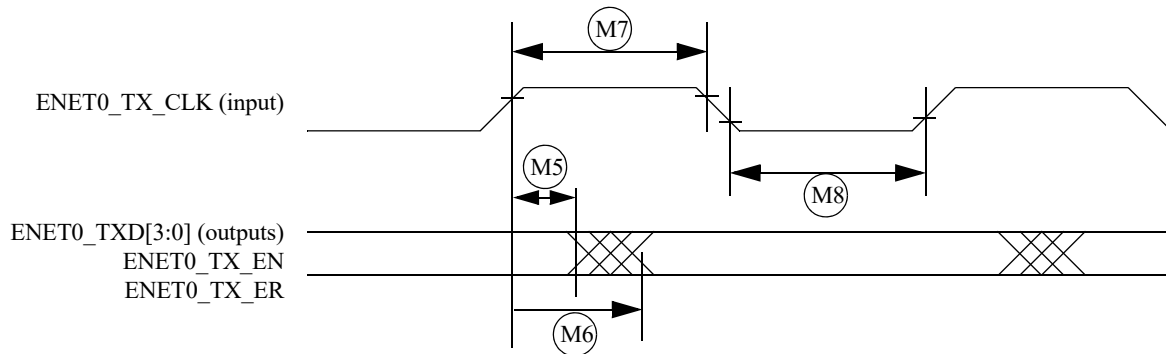 M7
ENET0_TX_CLK (input)
M5
M8
ENET0_TXD[3:0] (outputs)
ENET0_TX_EN
ENET0_TX_ER
M6